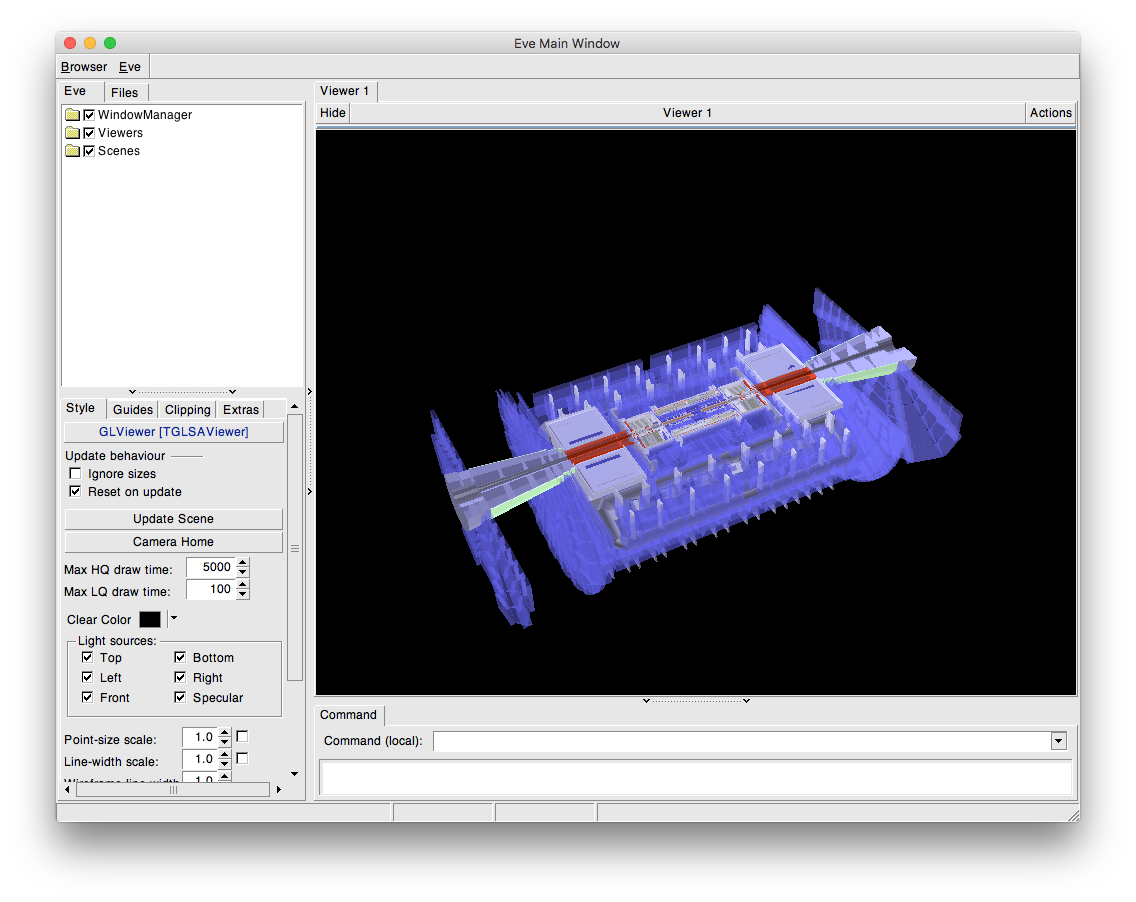 Eve Main Window
Browser Eve
Eve Files
WindowManager
Viewers
Scenes
Style Guides Clipping Extras
GLViewer [TGLSAViewer]
Update behaviour
Ignore sizes
Reset on update
Update Scene
Camera Home
Max HQ draw time: 5000
Max LQ draw time: 100
Clear Color
Light sources:
Top Bottom
Left Right
Front Specular
Point-size scale: 1.0
Line-width scale: 1.0
Wireframe line-width 1.0
Viewer 1
Hide Viewer 1 Actions
Command
Command (local):